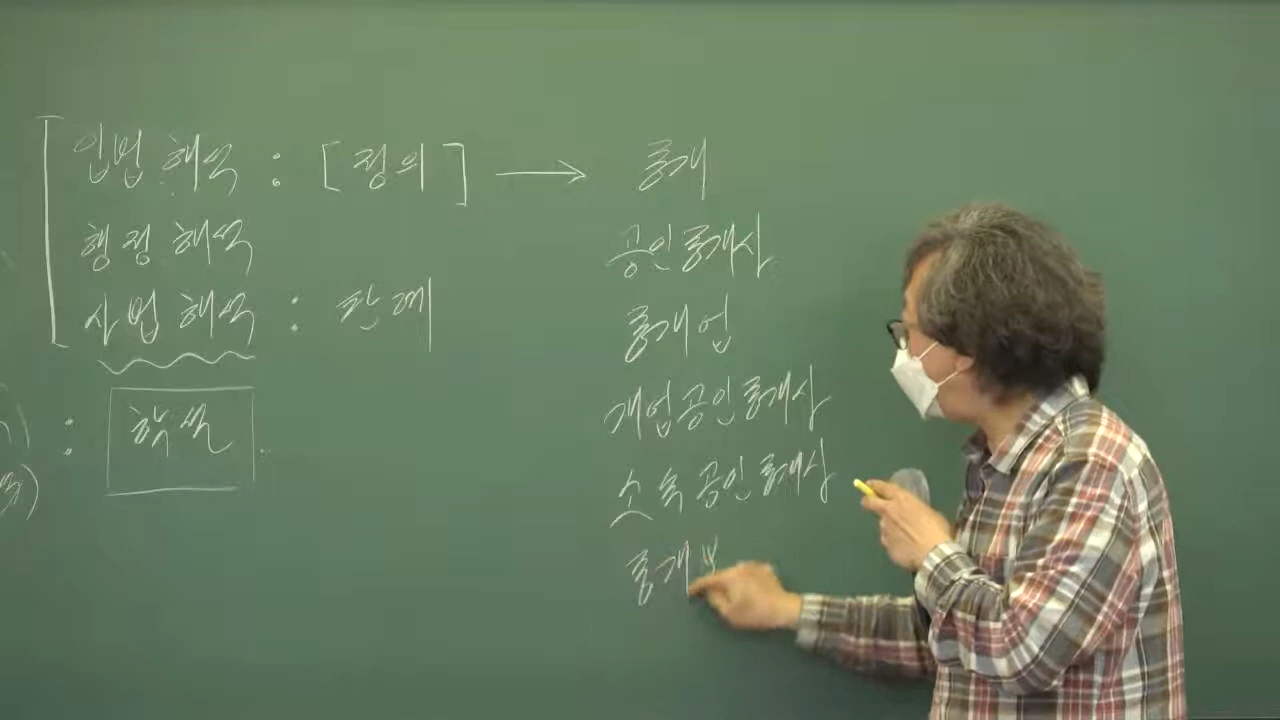 입법 해석 : [정의] → 중개
행정 해석
사법 해석 : 판례
: 학설
공인중개사
중개업
개업공인중개사
소속공인중개사
중개보